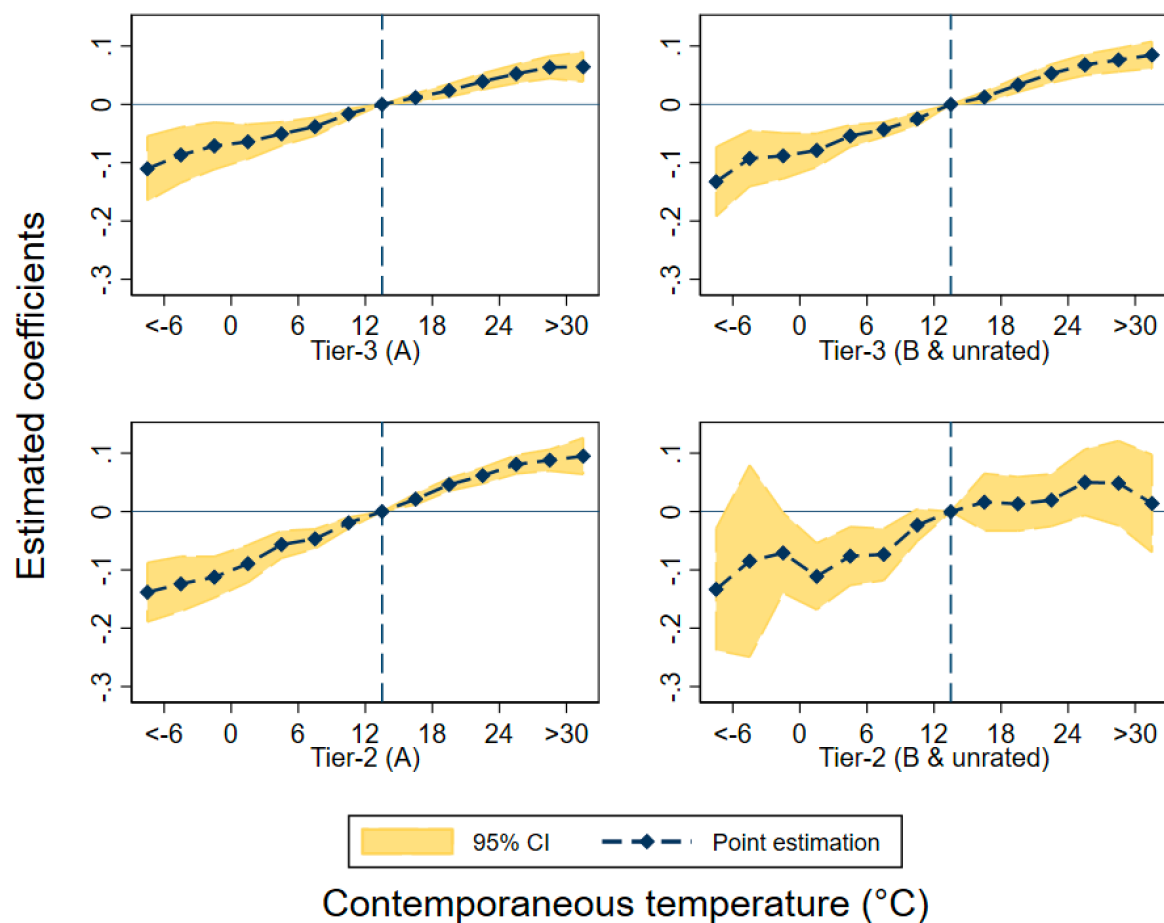 Estimated coefficients
.1
0
-.1
-.2
-.3
<-6 0 6 12 18 24 >30
Tier-3 (A)
.1
0
-.1
-.2
-.3
<-6 0 6 12 18 24 >30
Tier-3 (B & unrated)
.1
0
-.1
-.2
-.3
<-6 0 6 12 18 24 >30
Tier-2 (A)
.1
0
-.1
-.2
-.3
<-6 0 6 12 18 24 >30
Tier-2 (B & unrated)
95% CI Point estimation
Contemporaneous temperature (°C)